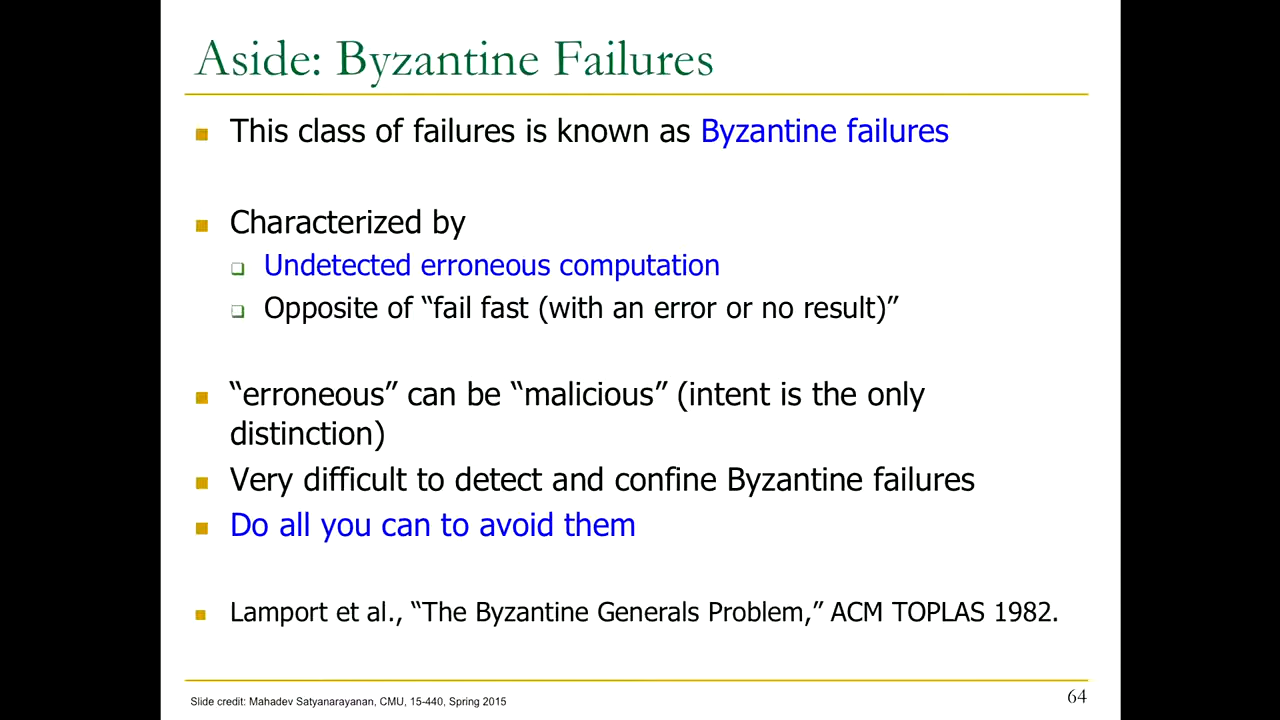 Aside: Byzantine Failures
This class of failures is known as Byzantine failures
Characterized by
Undetected erroneous computation
Opposite of “fail fast (with an error or no result)”
“erroneous” can be “malicious” (intent is the only
distinction)
Very difficult to detect and confine Byzantine failures
Do all you can to avoid them
Lamport et al., “The Byzantine Generals Problem,” ACM TOPLAS 1982.
Slide credit: Mahadev Satyanarayanan, CMU, 15-440, Spring 2015
64